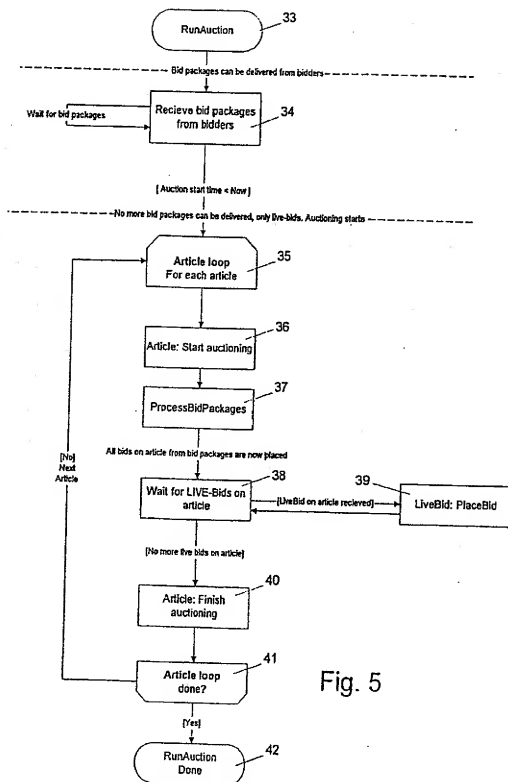 RunAuction
33
Bid packages can be delivered from bidders
Wait for bid packages
Recieve bid packages
from bidders
34
[ Auction start time < Now ]
No more bid packages can be delivered, only live-bids. Auctioning starts
Article loop
For each article
35
36
Article: Start auctioning
37
ProcessBidPackages
All bids on article from bid packages are now placed
[No]
Next
Article
38
Wait for LIVE-Bids on
article
[LiveBid on article recieved]
39
LiveBid: PlaceBid
[No more live bids on article]
40
Article: Finish
auctioning
41
Article loop
done?
Fig. 5
[Yes]
RunAuction
Done
42